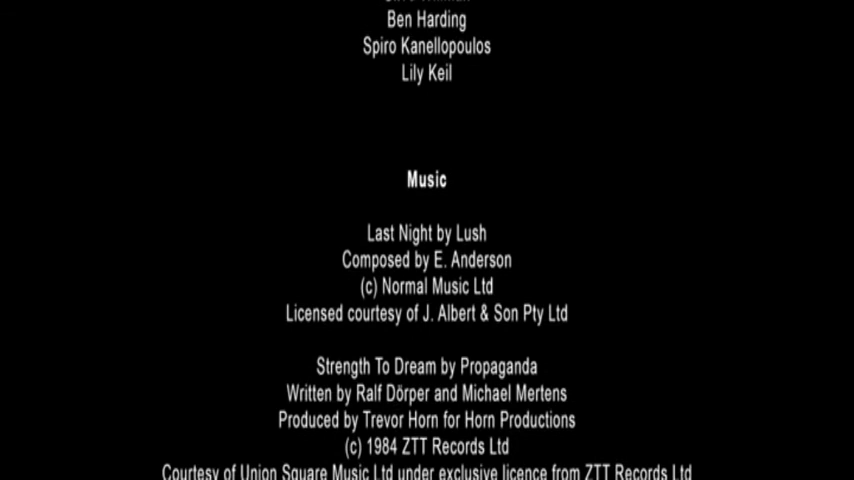 Ben Harding
Spiro Kanellopoulos
Lily Keil
Music
Last Night by Lush
Composed by E. Anderson
(c) Normal Music Ltd
Licensed courtesy of J. Albert & Son Pty Ltd
Strength To Dream by Propaganda
Written by Ralf Dörper and Michael Mertens
Produced by Trevor Horn for Horn Productions
(c) 1984 ZTT Records Ltd
Courtesy of Union Square Music Ltd under exclusive licence from ZTT Records Ltd